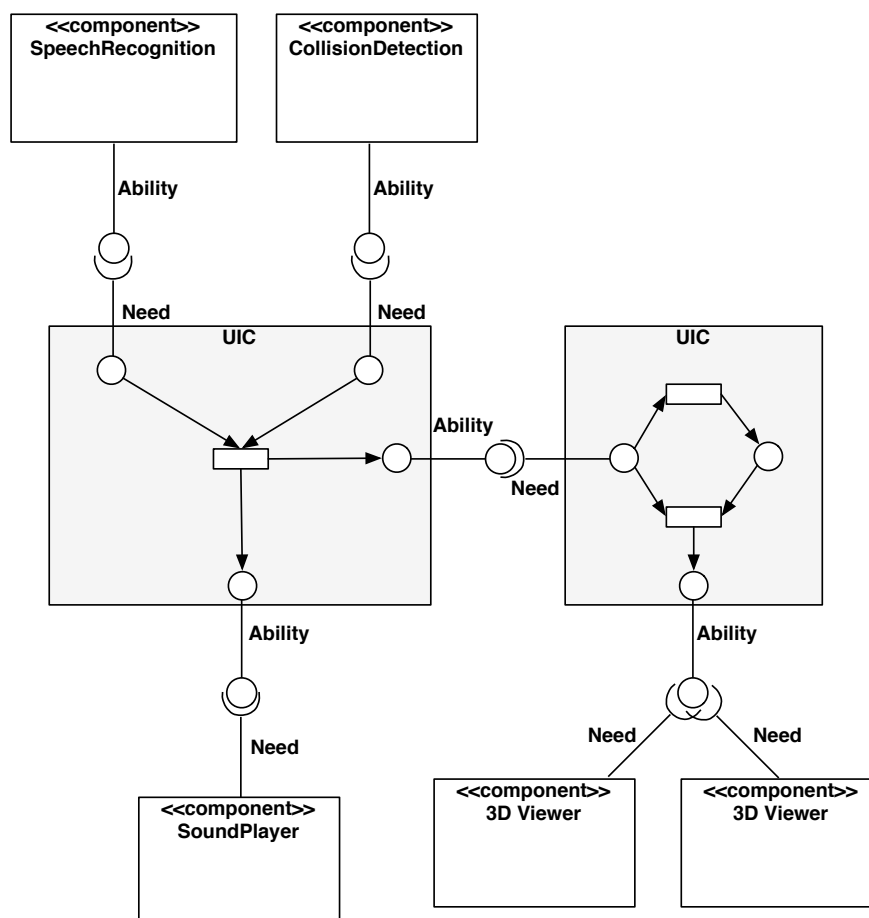 <<component>>
SpeechRecognition
<<component>>
CollisionDetection
Ability
Ability
Need
Need
UIC
UIC
Ability
Need
Ability
Ability
Need
Need
Need
<<component>>
SoundPlayer
<<component>>
3D Viewer
<<component>>
3D Viewer